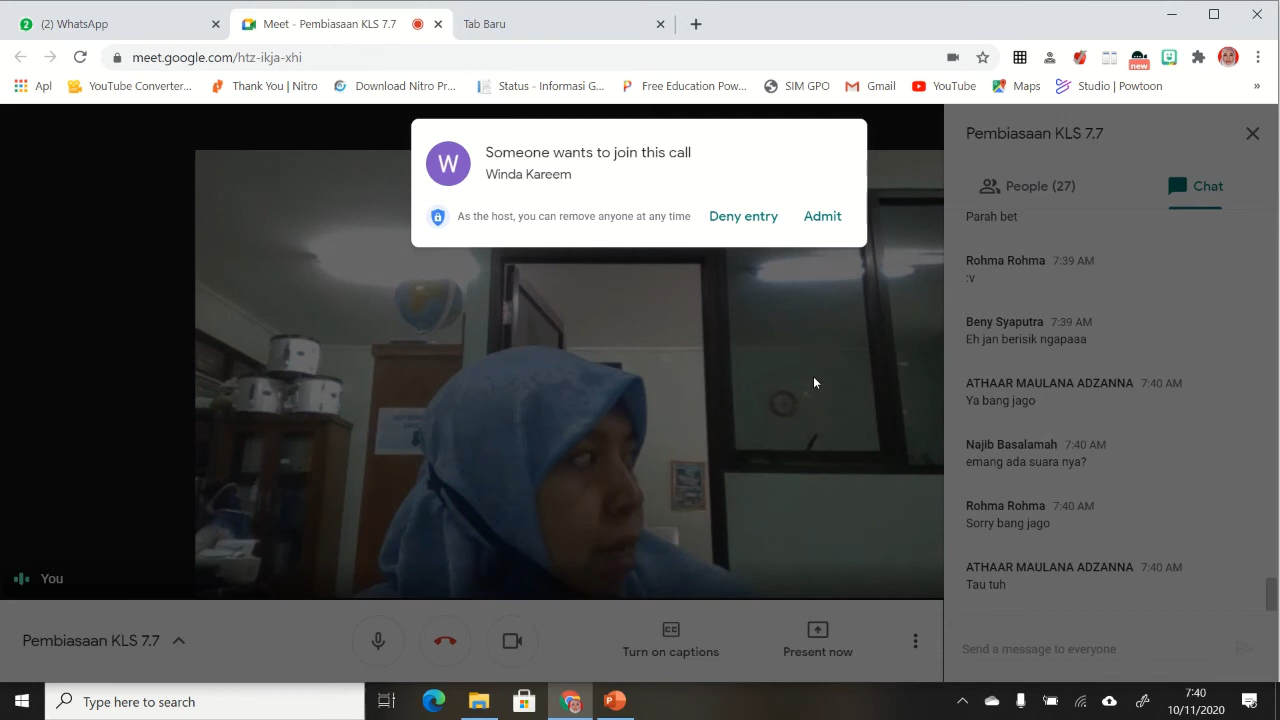 2
(2) WhatsApp
Meet - Pembiasaan KLS 7.7
Tab Baru
meet.google.com/htz-ikja-xhi
new
Apl
YouTube Converter...
Thank You | Nitro
Download Nitro Pr...
Status - Informasi G...
Free Education Pow...
SIM GPO
Gmail
YouTube
Maps
Studio | Powtoon
»
W
Someone wants to join this call
Winda Kareem
As the host, you can remove anyone at any time
Deny entry
Admit
Pembiasaan KLS 7.7
People (27)
Chat
Parah bet
Rohma Rohma 7:39 AM
:v
Beny Syaputra 7:39 AM
Eh jan berisik ngapaaa
ATHAAR MAULANA ADZANNA 7:40 AM
Ya bang jago
Najib Basalamah 7:40 AM
emang ada suara nya?
Rohma Rohma 7:40 AM
Sorry bang jago
ATHAAR MAULANA ADZANNA 7:40 AM
Tau tuh
Send a message to everyone
You
Pembiasaan KLS 7.7
CC
Turn on captions
Present now
Type here to search
7:40
10/11/2020